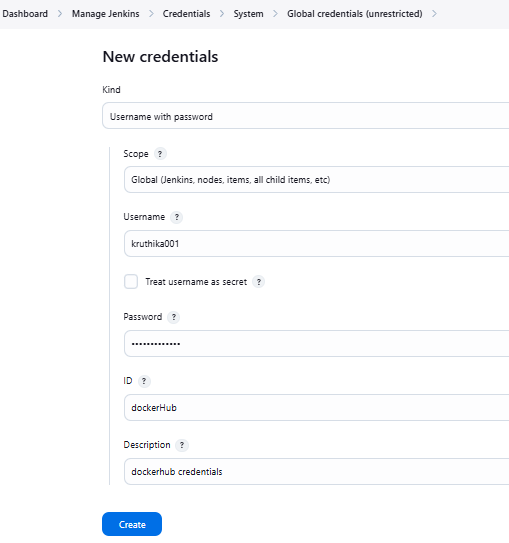 Dashboard > Manage Jenkins > Credentials > System > Global credentials (unrestricted) >
New credentials
Kind
Username with password
Scope ?
Global (Jenkins, nodes, items, all child items, etc)
Username ?
kruthika001
Treat username as secret ?
Password ?
•••••••••••••
ID ?
dockerHub
Description ?
dockerhub credentials
Create